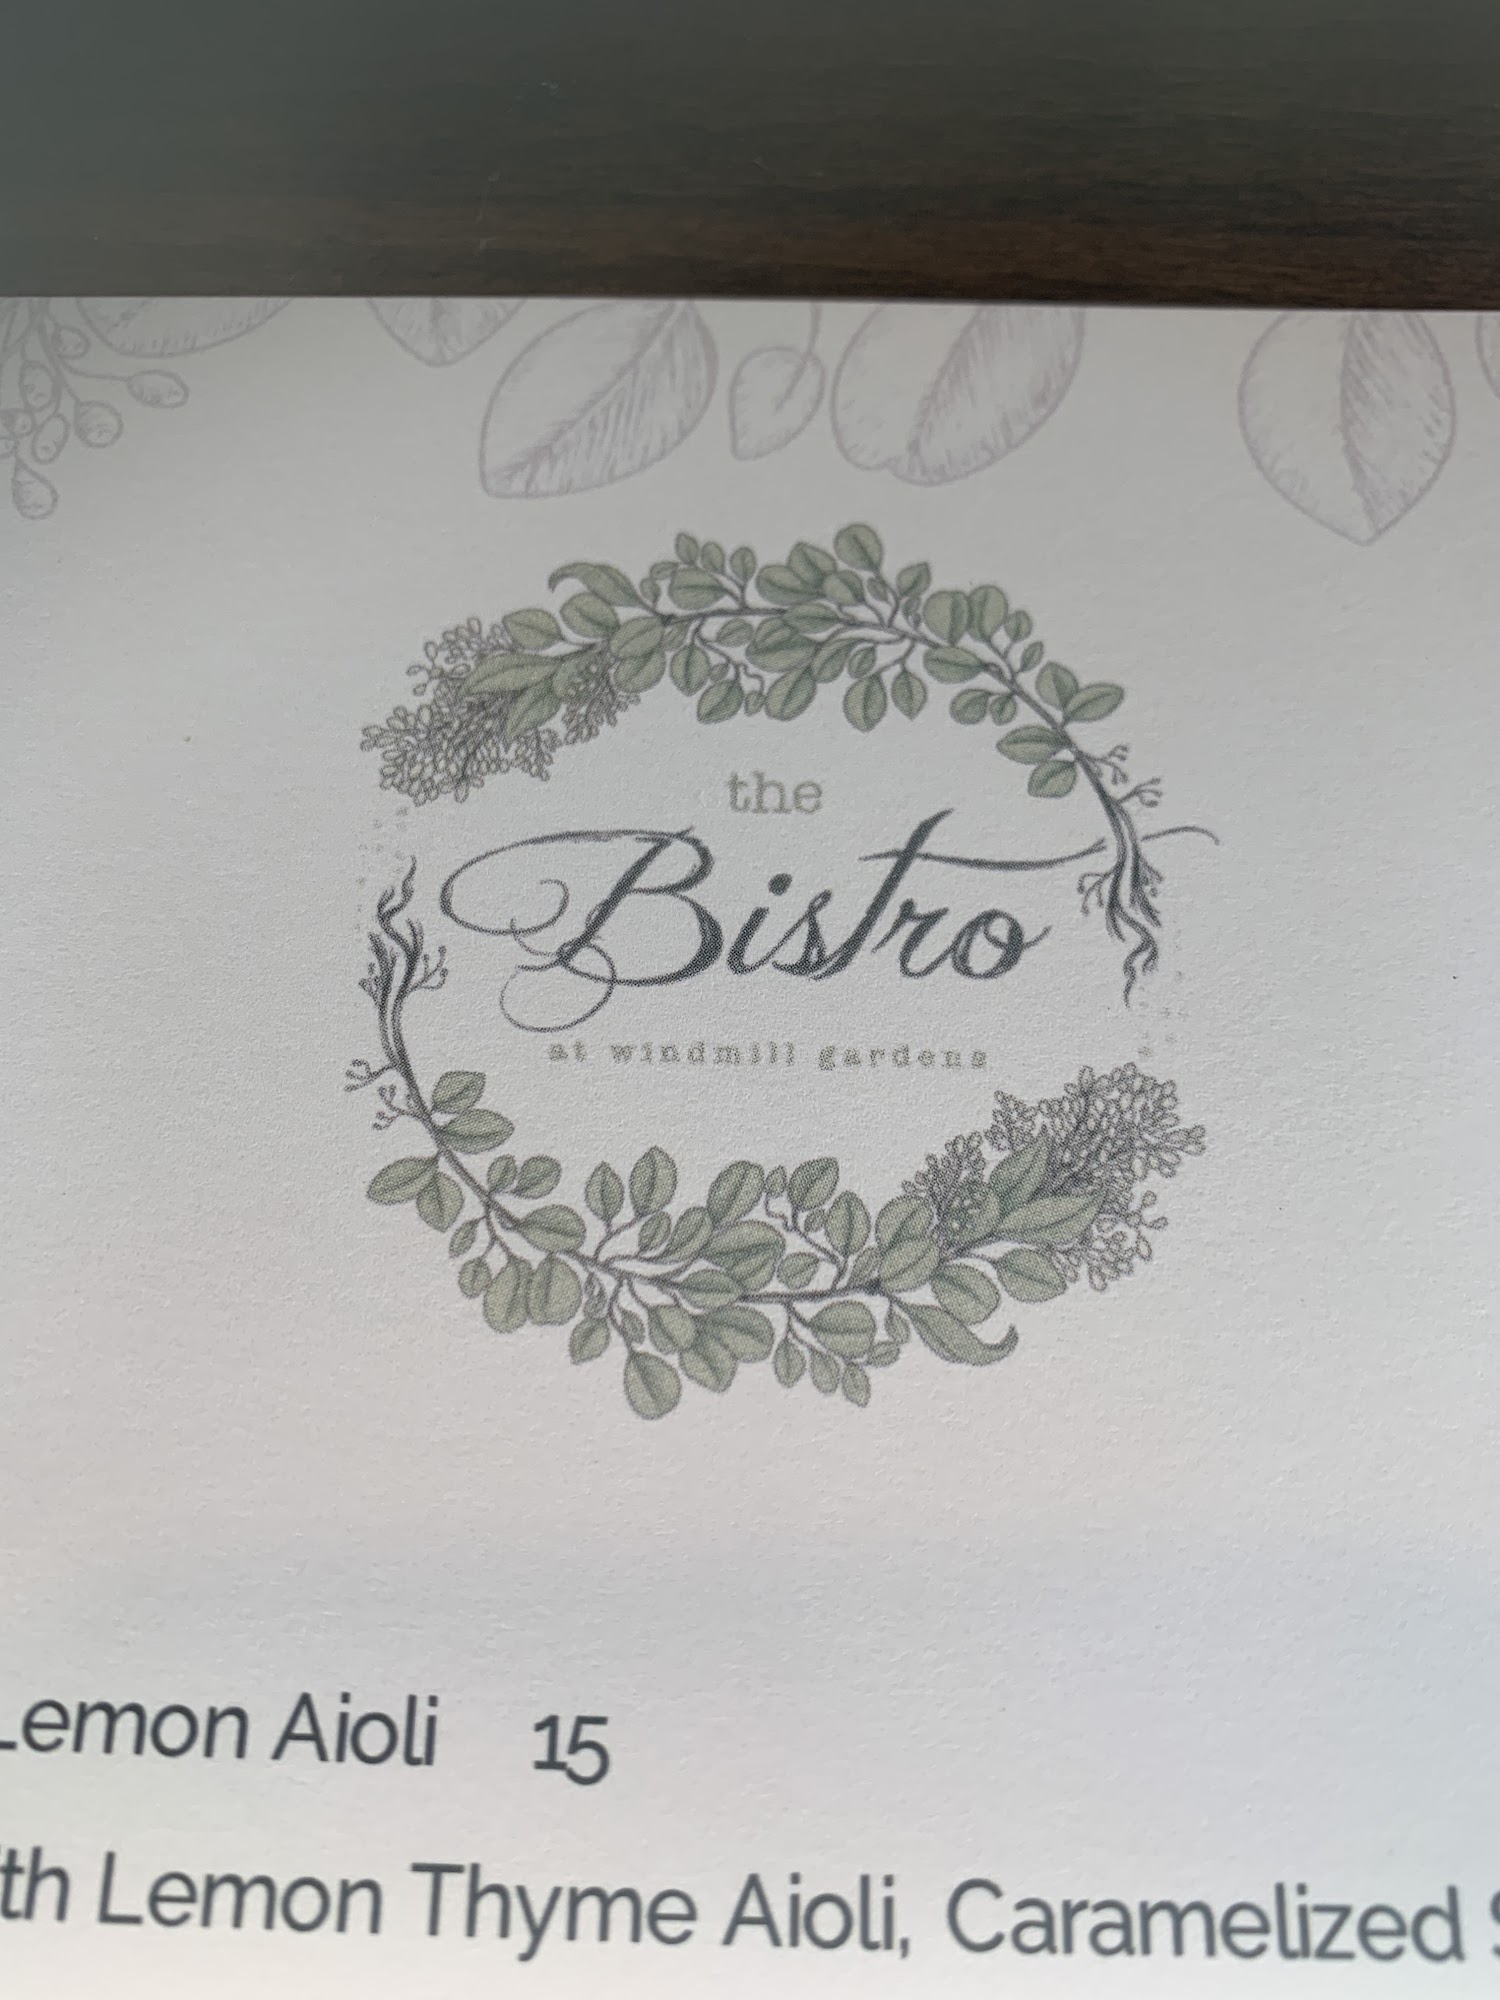 the
Bistro
at windmill gardens
Lemon Aioli 15
th Lemon Thyme Aioli, Caramelized